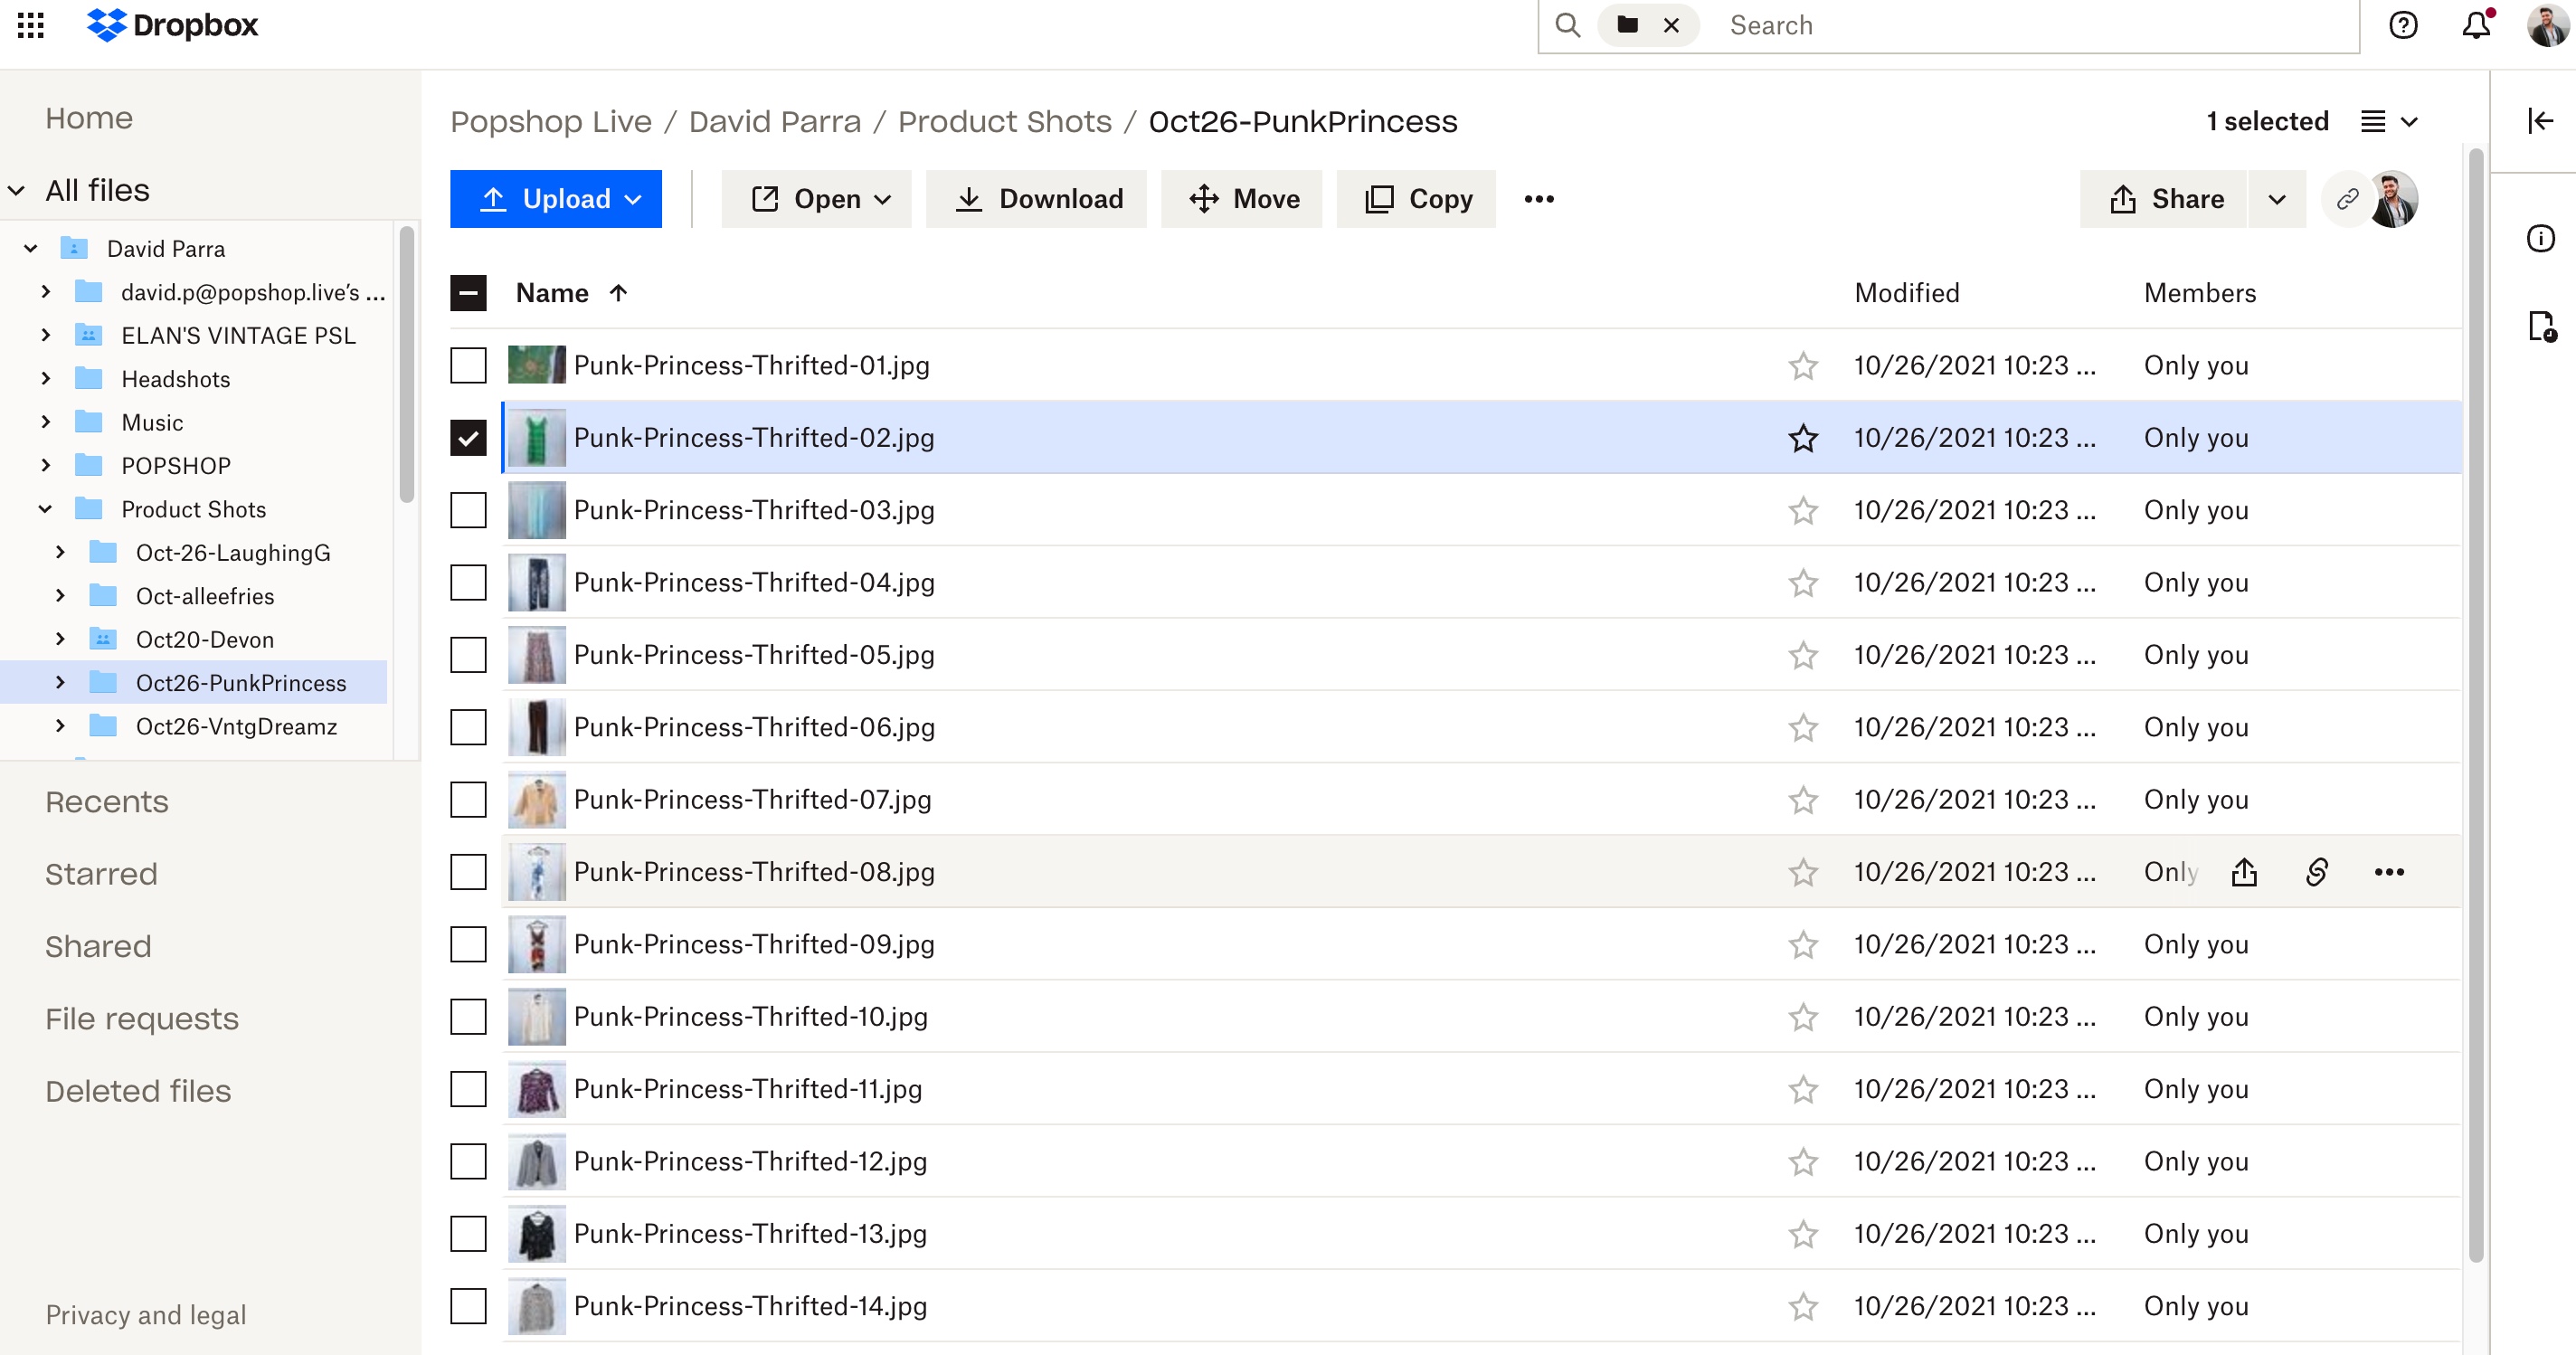 Dropbox
Search
Home
All files
David Parra
david.p@popshop.live's ...
ELAN'S VINTAGE PSL
Headshots
Music
POPSHOP
Product Shots
Oct-26-LaughingG
Oct-alleefries
Oct20-Devon
Oct26-PunkPrincess
Oct26-VntgDreamz
Recents
Starred
Shared
File requests
Deleted files
Privacy and legal
Popshop Live / David Parra / Product Shots / Oct26-PunkPrincess
1 selected
Upload Open Download Move Copy Share
Name Modified Members
Punk-Princess-Thrifted-01.jpg 10/26/2021 10:23 ... Only you
Punk-Princess-Thrifted-02.jpg 10/26/2021 10:23 ... Only you
Punk-Princess-Thrifted-03.jpg 10/26/2021 10:23 ... Only you
Punk-Princess-Thrifted-04.jpg 10/26/2021 10:23 ... Only you
Punk-Princess-Thrifted-05.jpg 10/26/2021 10:23 ... Only you
Punk-Princess-Thrifted-06.jpg 10/26/2021 10:23 ... Only you
Punk-Princess-Thrifted-07.jpg 10/26/2021 10:23 ... Only you
Punk-Princess-Thrifted-08.jpg 10/26/2021 10:23 ... Only
Punk-Princess-Thrifted-09.jpg 10/26/2021 10:23 ... Only you
Punk-Princess-Thrifted-10.jpg 10/26/2021 10:23 ... Only you
Punk-Princess-Thrifted-11.jpg 10/26/2021 10:23 ... Only you
Punk-Princess-Thrifted-12.jpg 10/26/2021 10:23 ... Only you
Punk-Princess-Thrifted-13.jpg 10/26/2021 10:23 ... Only you
Punk-Princess-Thrifted-14.jpg 10/26/2021 10:23 ... Only you